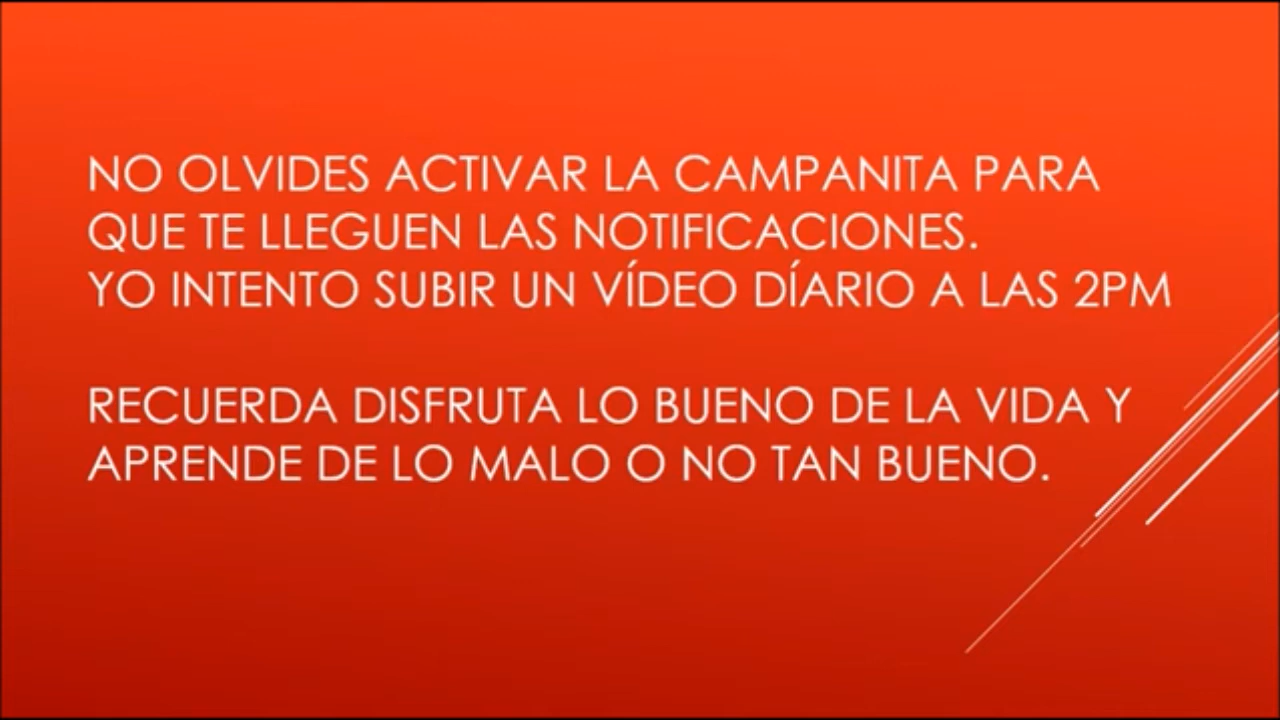 NO OLVIDES ACTIVAR LA CAMPANITA PARA
QUE TE LLEGUEN LAS NOTIFICACIONES.
YO INTENTO SUBIR UN VÍDEO DÍARIO A LAS 2PM
RECUERDA DISFRUTA LO BUENO DE LA VIDA Y
APRENDE DE LO MALO O NO TAN BUENO.